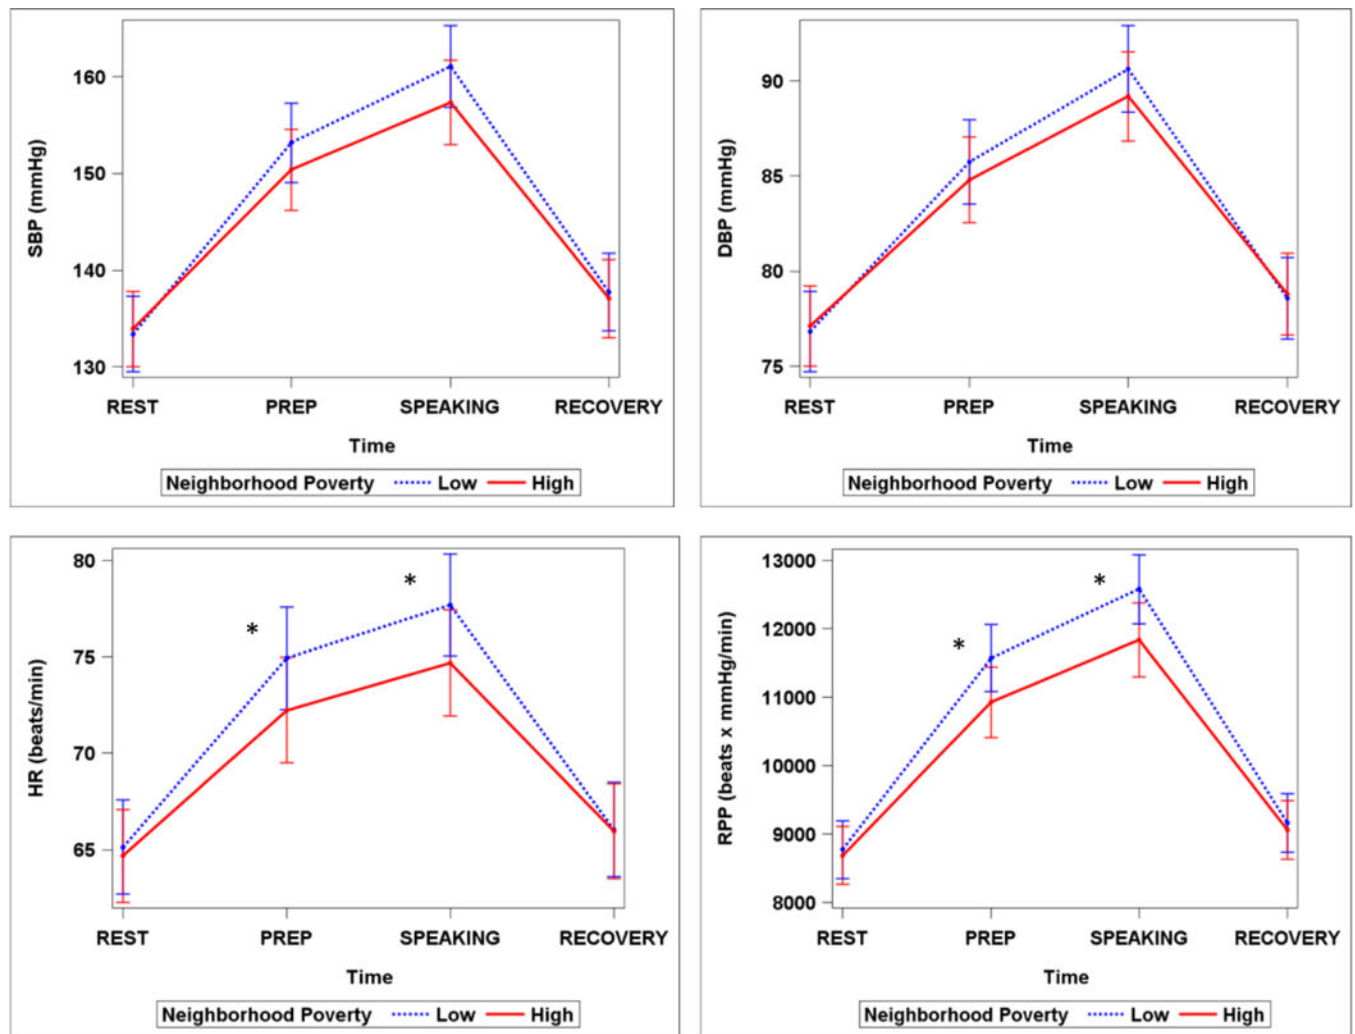 SBP (mmHg)
160
150
140
130
REST PREP SPEAKING RECOVERY
Time
Neighborhood Poverty Low High
DBP (mmHg)
90
85
80
75
REST PREP SPEAKING RECOVERY
Time
Neighborhood Poverty Low High
HR (beats/min)
80
75
70
65
* *
REST PREP SPEAKING RECOVERY
Time
Neighborhood Poverty Low High
RPP (beats x mmHg/min)
13000
12000
11000
10000
9000
8000
* *
REST PREP SPEAKING RECOVERY
Time
Neighborhood Poverty Low High